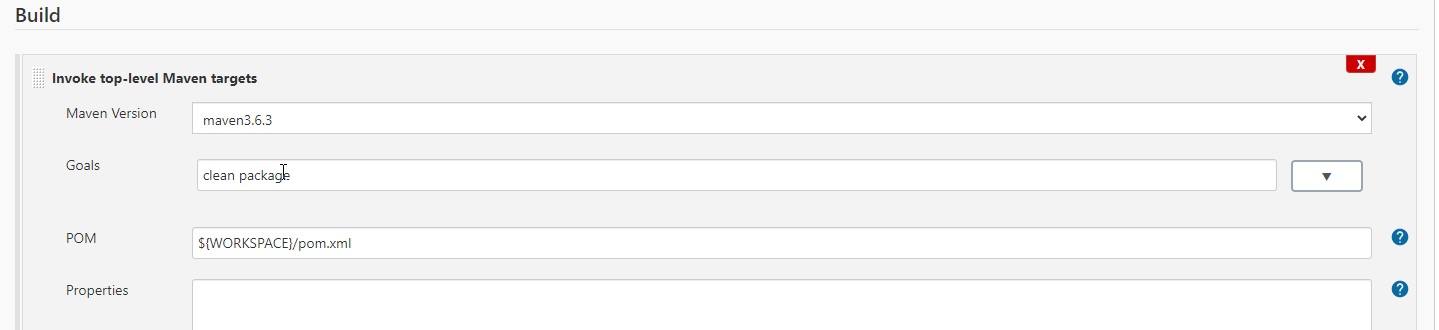 Build
Invoke top-level Maven targets
X
?
Maven Version
maven3.6.3
Goals
clean package
▼
POM
${WORKSPACE}/pom.xml
?
Properties
?